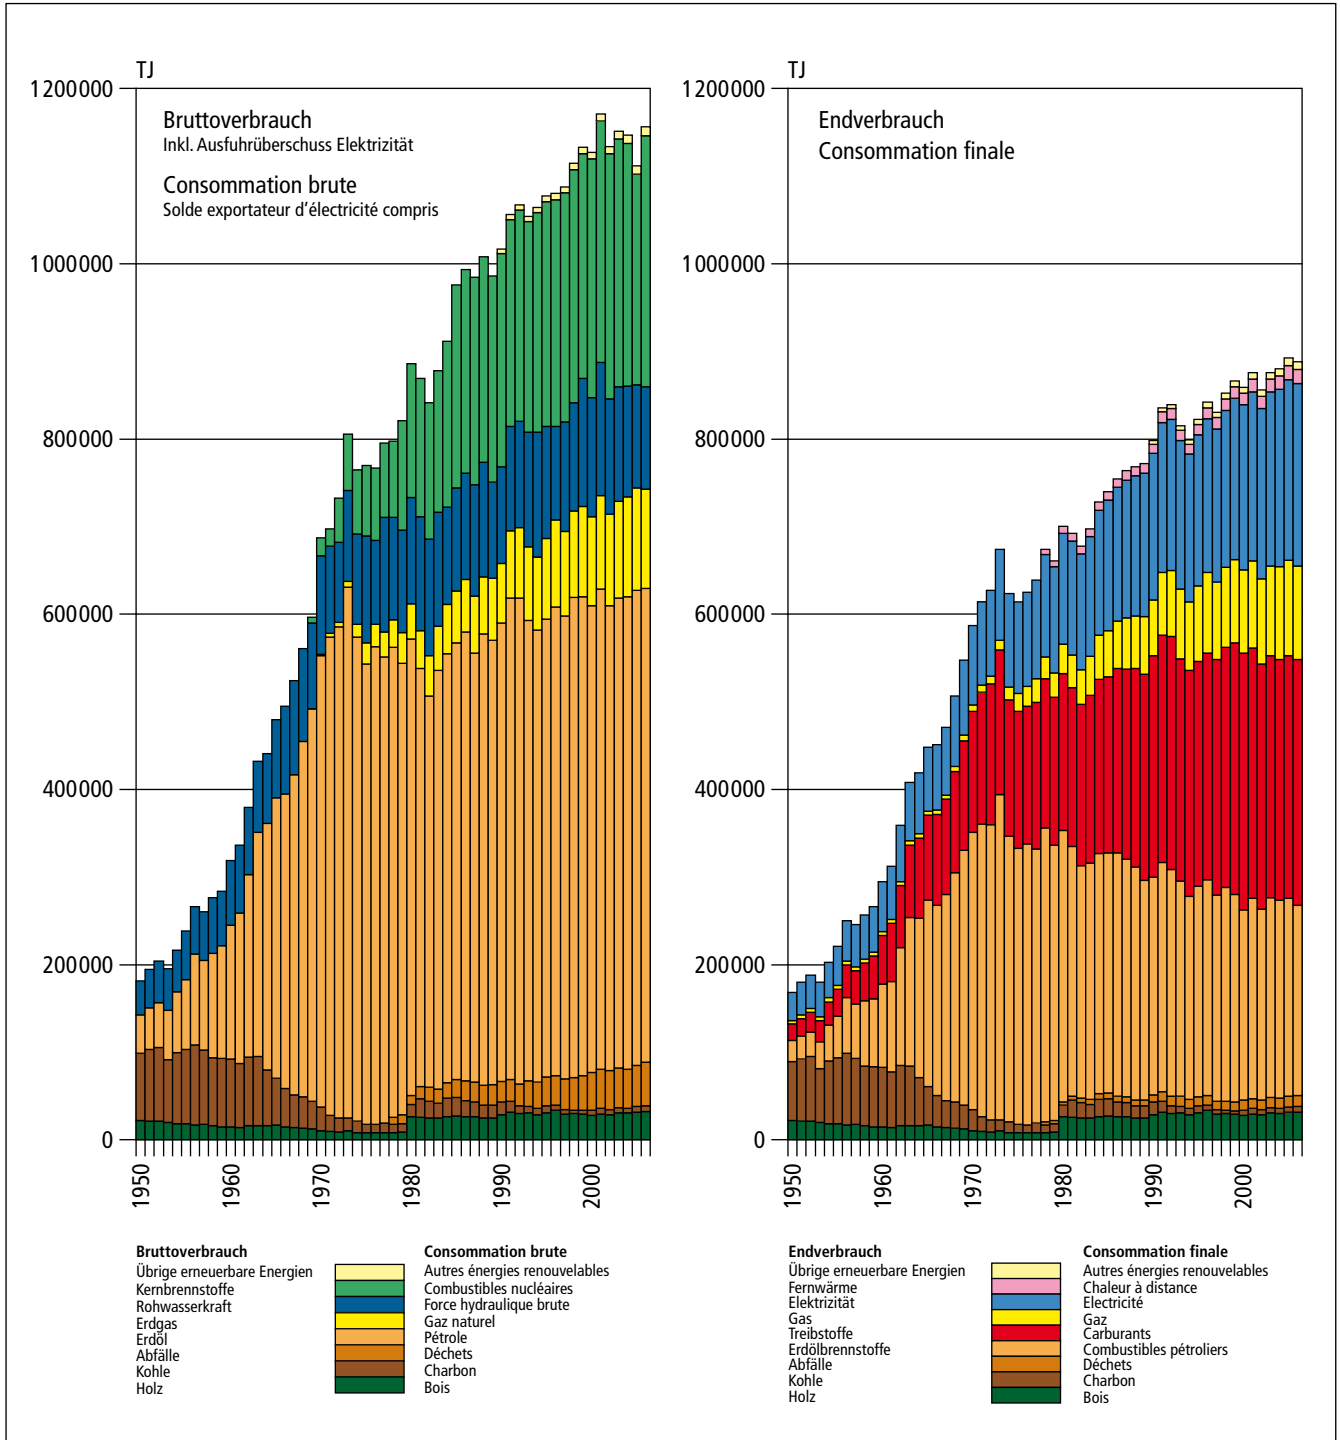 TJ
1200000
1000000
800000
600000
400000
200000
0
Bruttoverbrauch
Inkl. Ausfuhrüberschuss Elektrizität
Consommation brute
Solde exportateur d'électricité compris
1950
1960
1970
1980
1990
2000
Bruttoverbrauch
Übrige erneuerbare Energien
Kernbrennstoffe
Rohwasserkraft
Erdgas
Erdöl
Abfälle
Kohle
Holz
Consommation brute
Autres énergies renouvelables
Combustibles nucléaires
Force hydraulique brute
Gaz naturel
Pétrole
Déchets
Charbon
Bois
TJ
1200000
1000000
800000
600000
400000
200000
0
Endverbrauch
Consommation finale
1950
1960
1970
1980
1990
2000
Endverbrauch
Übrige erneuerbare Energien
Fernwärme
Elektrizität
Gas
Treibstoffe
Erdölbrennstoffe
Abfälle
Kohle
Holz
Consommation finale
Autres énergies renouvelables
Chaleur à distance
Electricité
Gaz
Carburants
Combustibles pétroliers
Déchets
Charbon
Bois